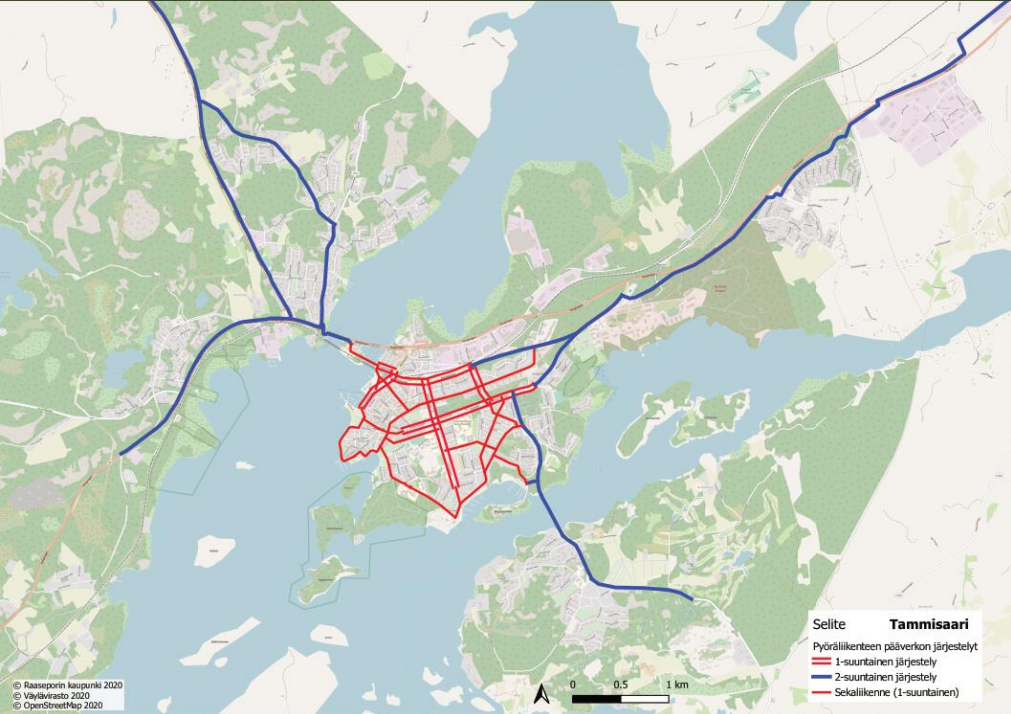 Selite Tammisaari
Pyöräliikenteen pääverkon järjestelyt
1-suuntainen järjestely
2-suuntainen järjestely
Sekaliikenne (1-suuntainen)
© Raaseporin kaupunki 2020
© Väylävirasto 2020
© OpenStreetMap 2020
0 0.5 1 km